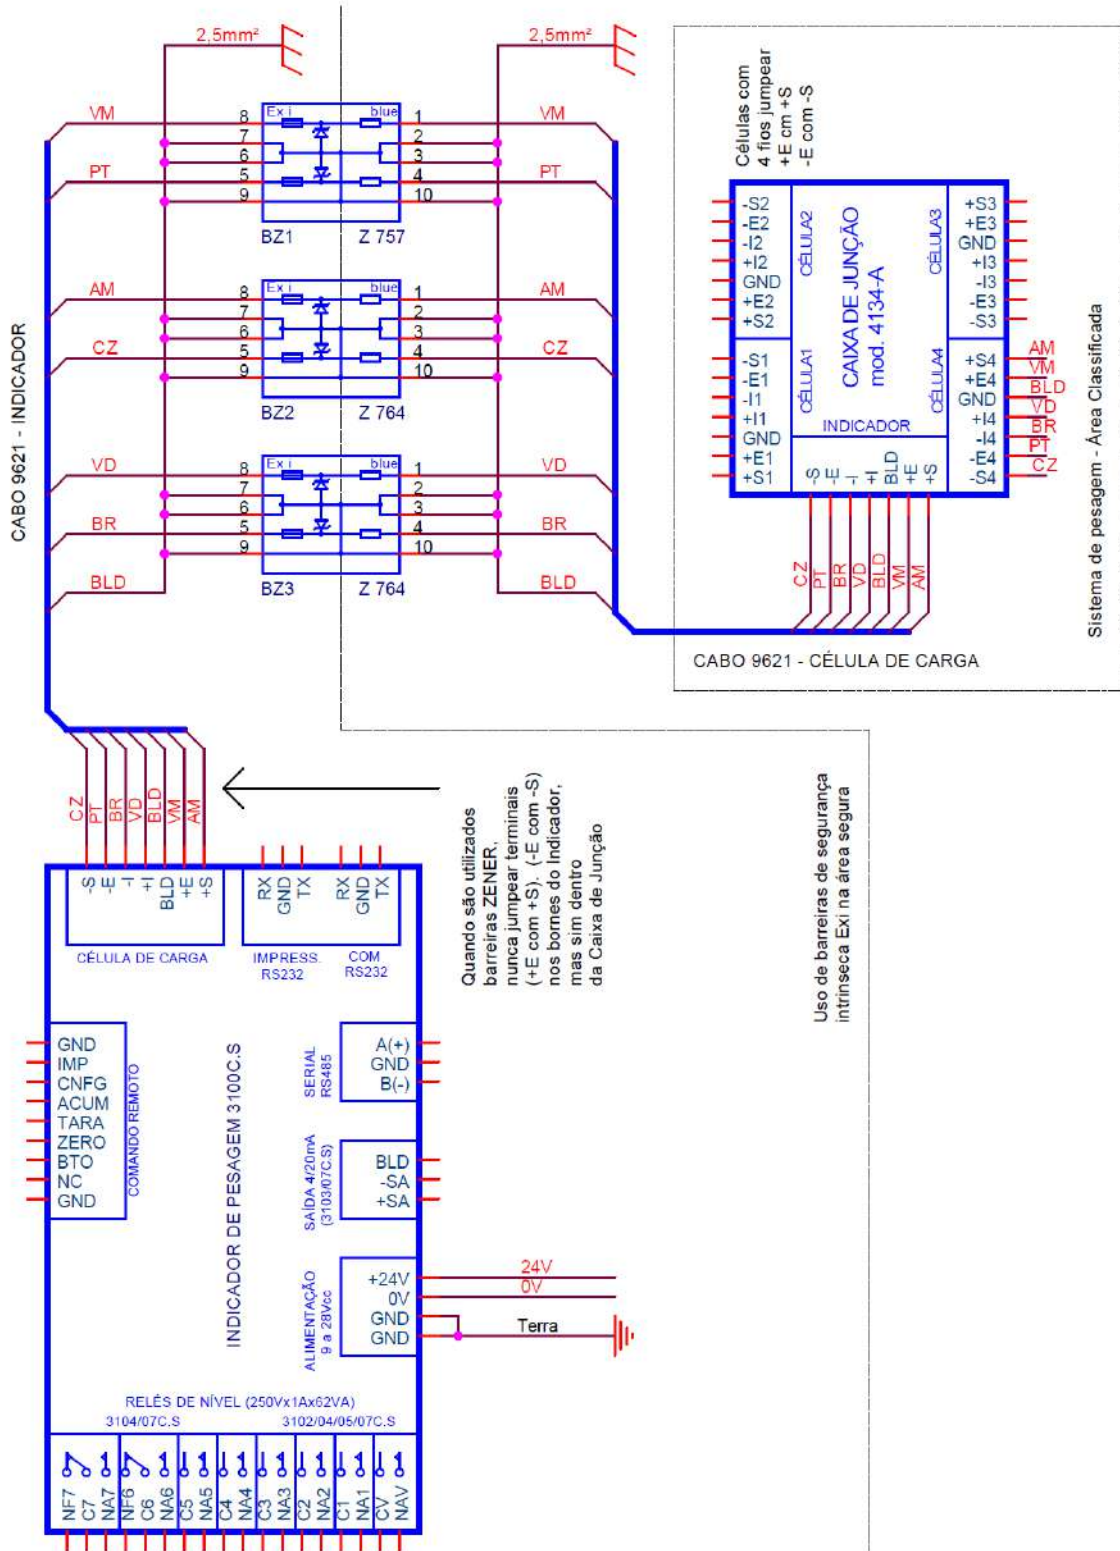 2,5mm²
2,5mm²
VM
PT
AM
CZ
VD
BR
BLD
CABO 9621 - INDICADOR
Ex i
blue
8
7
6
5
9
1
2
3
4
10
BZ1
Z 757
Ex i
blue
8
7
6
5
9
1
2
3
4
10
BZ2
Z 764
Ex i
blue
8
7
6
5
9
1
2
3
4
10
BZ3
Z 764
VM
PT
AM
CZ
VD
BR
BLD
Células com
4 fios jumpear
+E cm +S
-E com -S
-S2
-E2
-I2
+I2
GND
+E2
+S2
CÉLULA2
-S1
-E1
-I1
+I1
GND
+E1
+S1
CÉLULA1
CAIXA DE JUNÇÃO
mod. 4134-A
CÉLULA3
+S3
+E3
GND
+I3
-I3
-E3
-S3
CÉLULA4
+S4
+E4
GND
+I4
-I4
-E4
-S4
AM
VM
BLD
VD
BR
PT
CZ
INDICADOR
-S
-E
-I
+I
BLD
+E
+S
CZ
PT
BR
VD
BLD
VM
AM
CABO 9621 - CÉLULA DE CARGA
Sistema de pesagem - Área Classificada
CZ
PT
BR
VD
BLD
VM
AM
Quando são utilizados
barreiras ZENER,
nunca jumpear terminais
(+E com +S). (-E com -S)
nos bornes do Indicador,
mas sim dentro
da Caixa de Junção
Uso de barreiras de segurança
intrinseca Exi na área segura
-S
-E
-I
+I
BLD
+E
+S
CÉLULA DE CARGA
RX
GND
TX
IMPRESS.
RS232
RX
GND
TX
COM
RS232
GND
IMP
CNFG
ACUM
TARA
ZERO
BTO
NC
GND
COMANDO REMOTO
INDICADOR DE PESAGEM 3100C.S
SERIAL
RS485
A(+)
GND
B(-)
SAÍDA 4/20mA
(3103/07C.S)
BLD
-SA
+SA
ALIMENTAÇÃO
9 a 28Vcc
+24V
0V
GND
GND
24V
0V
Terra
RELÉS DE NÍVEL (250Vx1Ax62VA)
3104/07C.S
3102/04/05/07C.S
NF7
C7
NA7
NF6
C6
NA6
C5
NA5
C4
NA4
C3
NA3
C2
NA2
C1
NA1
CV
NAV